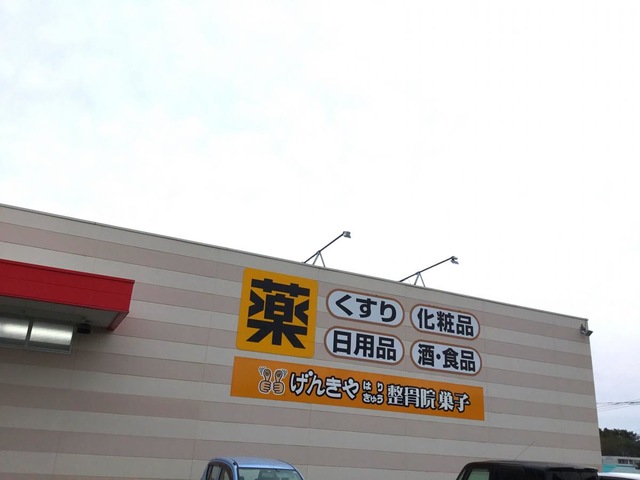 薬
くすり
化粧品
日用品
酒・食品
げんきや はり きゅう 整骨院 巣子